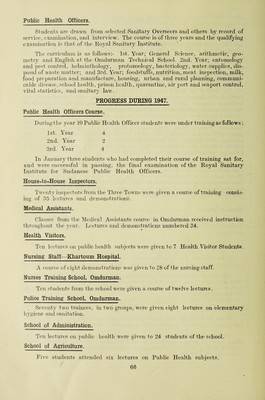 Public Health Officers.
Students are drawn from selected Sanitary Overseers and others by record of
service, examination, and interview. The course is of three years and the qualifying
examination is that of the Royal Sanitary Institute.
The curriculum is as follows: 1st. Year; General Science, arithmetic, geo-
metry and English at the Omdurman Technical School. 2nd. Year; entomology
and pest control, helminthology, protozoology, bacteriology, water supplies, dis-
posal of waste matter; and 3rd. Year; foodstuffs, nutrition, meat inspection, milk,
food preparation and manufacture, housing, urban and rural planning, communi-
cable disease, school health, prison health, quarantine, air port and seaport control,
vital statistics, and sanitary law.
PROGRESS DURING 1947.
Public Health Officers Course.
During the year 10 Public Health Officer students were under training as follows;
1st. Year 4
2nd. Year 2
3rd. Year 4
In January three students who had completed their course of training sat for,
and were successful in passing, the final examination of the Royal Sanitary
Institute for Sudanese Public Health Officers.
House-to-House Inspectors.
Twenty inspectors from the Three Towns were given a course of training consis-
ing of 35 lectures and demonstrations.
Medical Assistants.
Classes from the Medical Assistants course in Omdurman received instruction
throughout the year. Lectures and demonstrations numbered 34.
Health Visitors.
Ten lectures on public health subjects were given to 7 Health Visitor Students.
Nursing Staff—Khartoum Hospital.
A course of eight demonstrations was given to 28 of the nursing staff.
Nurses Training School, Omdurman.
Ten students from the school were given a course of twelve lectures.
Police Training School, Omdurman.
Seventy two trainees, in two groups, were given eight lectures on elementary
hygiene and sanitation.
School of Administration.
Ten lectures on public health were given to 24 students of the school.
School of Agriculture.
Five students attended six lectures on Public Health subjects.
66